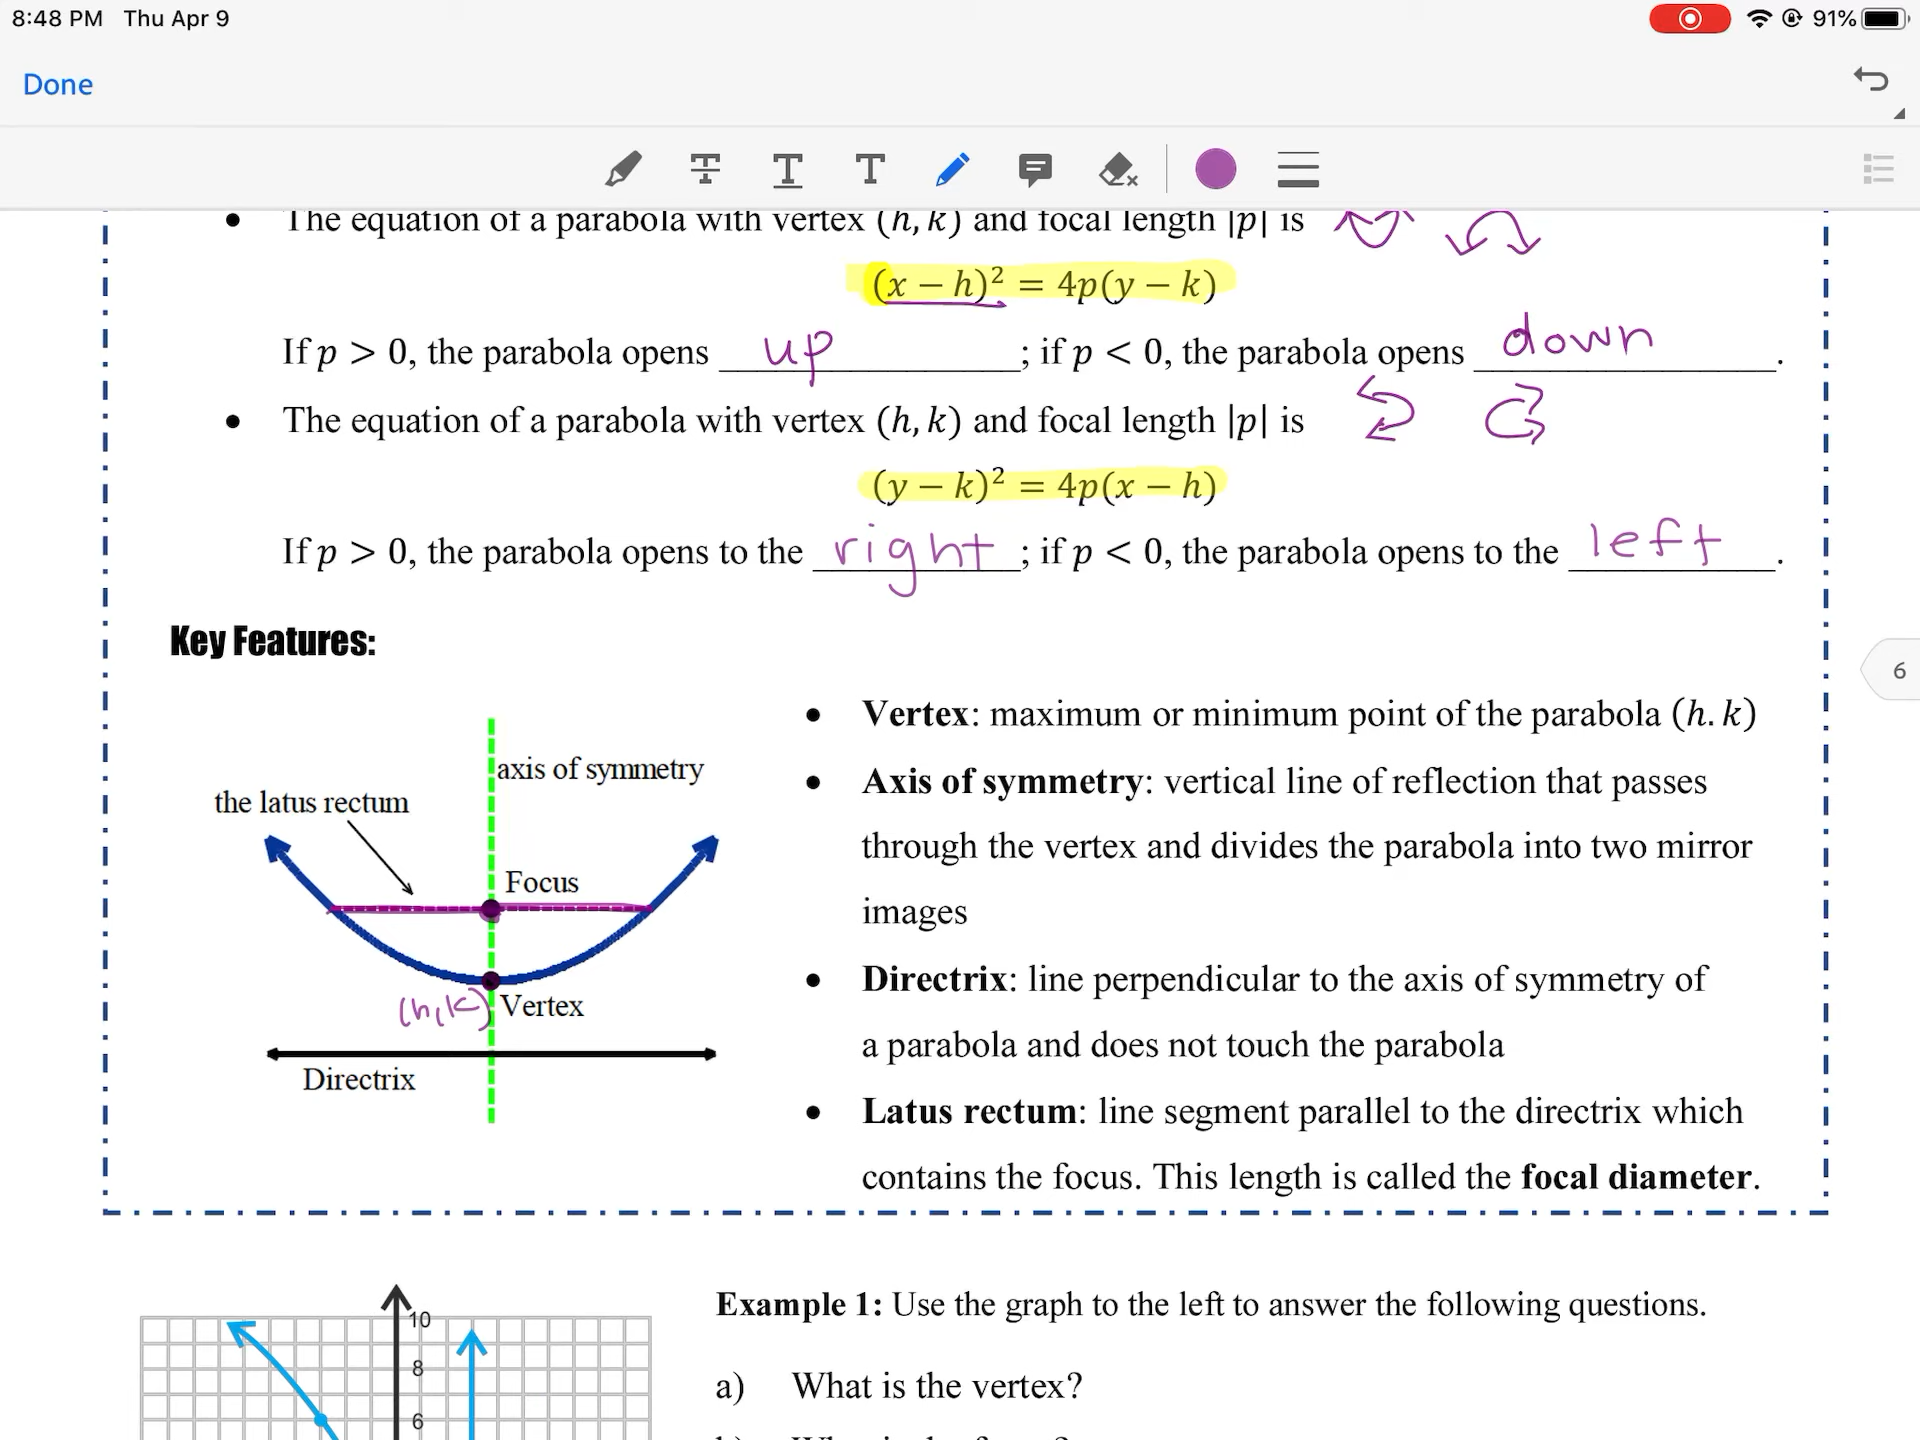 8:48 PM Thu Apr 9 91%
Done
• The equation of a parabola with vertex (h, k) and focal length |p| is
(x − h)² = 4p(y − k)
If p > 0, the parabola opens up ; if p < 0, the parabola opens down .
• The equation of a parabola with vertex (h, k) and focal length |p| is
(y − k)² = 4p(x − h)
If p > 0, the parabola opens to the right ; if p < 0, the parabola opens to the left .
Key Features:
6
axis of symmetry
the latus rectum
Focus
(h,k) Vertex
Directrix
• Vertex: maximum or minimum point of the parabola (h. k)
• Axis of symmetry: vertical line of reflection that passes
through the vertex and divides the parabola into two mirror
images
• Directrix: line perpendicular to the axis of symmetry of
a parabola and does not touch the parabola
• Latus rectum: line segment parallel to the directrix which
contains the focus. This length is called the focal diameter.
10
8
6
Example 1: Use the graph to the left to answer the following questions.
a) What is the vertex?